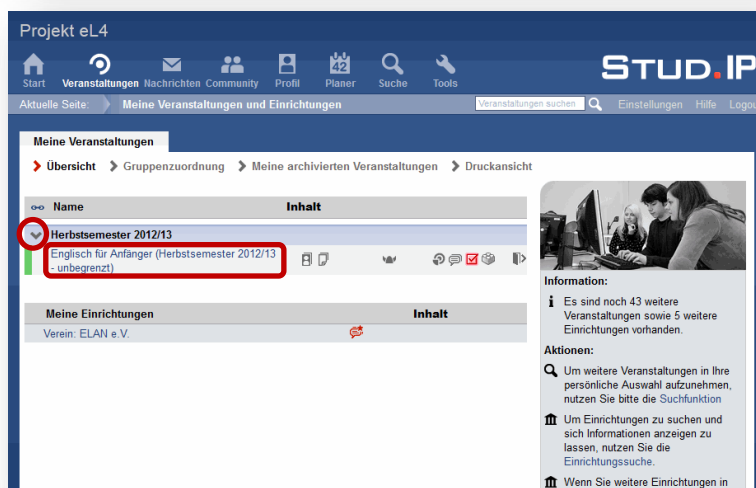 Projekt eL4
STUD.IP
42
Start Veranstaltungen Nachrichten Community Profil Planer Suche Tools
Aktuelle Seite: Meine Veranstaltungen und Einrichtungen Veranstaltungen suchen Einstellungen Hilfe Logou
Meine Veranstaltungen
Übersicht Gruppenzuordnung Meine archivierten Veranstaltungen Druckansicht
Name Inhalt
Herbstsemester 2012/13
Englisch für Anfänger (Herbstsemester 2012/13
- unbegrenzt)
Meine Einrichtungen Inhalt
Verein: ELAN e.V.
Information:
Es sind noch 43 weitere
Veranstaltungen sowie 5 weitere
Einrichtungen vorhanden.
Aktionen:
Um weitere Veranstaltungen in Ihre
persönliche Auswahl aufzunehmen,
nutzen Sie bitte die Suchfunktion
Um Einrichtungen zu suchen und
sich Informationen anzeigen zu
lassen, nutzen Sie die
Einrichtungssuche.
Wenn Sie weitere Einrichtungen in